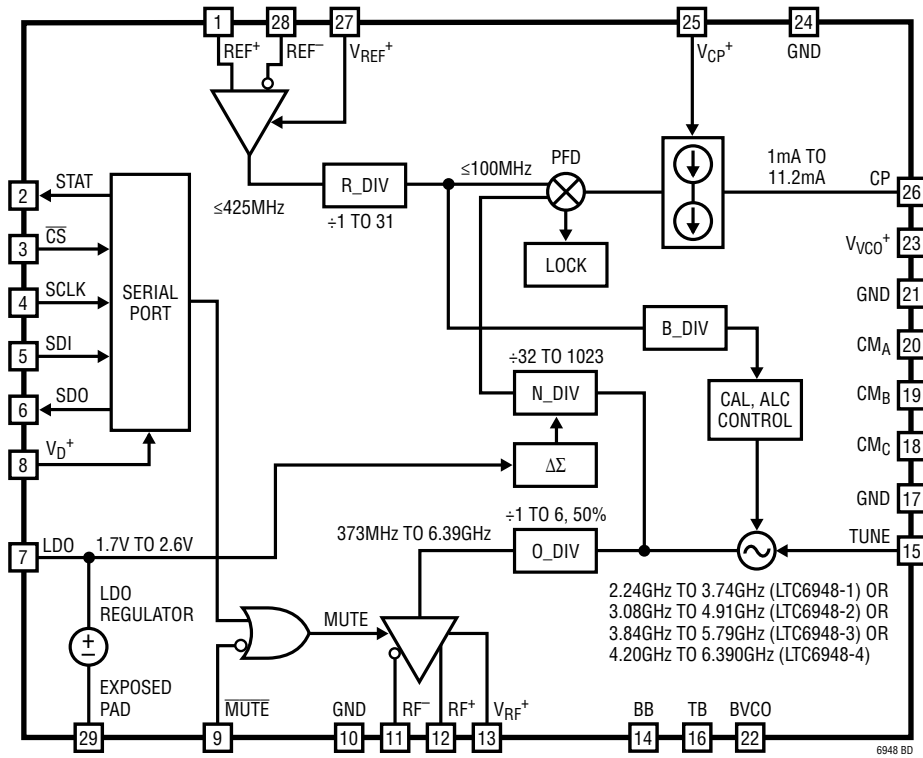 1
28
27
25
24
REF+
REF−
VREF+
VCP+
GND
≤425MHz
R_DIV
÷1 TO 31
≤100MHz
PFD
LOCK
1mA TO
11.2mA
CP
26
2
STAT
3
CS
4
SCLK
5
SDI
6
SDO
8
VD+
SERIAL
PORT
VVCO+
23
GND
21
CMA
20
CMB
19
CMC
18
GND
17
TUNE
15
B_DIV
CAL, ALC
CONTROL
÷32 TO 1023
N_DIV
ΔΣ
÷1 TO 6, 50%
O_DIV
373MHz TO 6.39GHz
7
LDO
1.7V TO 2.6V
LDO
REGULATOR
+
−
EXPOSED
PAD
MUTE
2.24GHz TO 3.74GHz (LTC6948-1) OR
3.08GHz TO 4.91GHz (LTC6948-2) OR
3.84GHz TO 5.79GHz (LTC6948-3) OR
4.20GHz TO 6.390GHz (LTC6948-4)
MUTE
GND
RF−
RF+
VRF+
BB
TB
BVCO
29
9
10
11
12
13
14
16
22
6948 BD